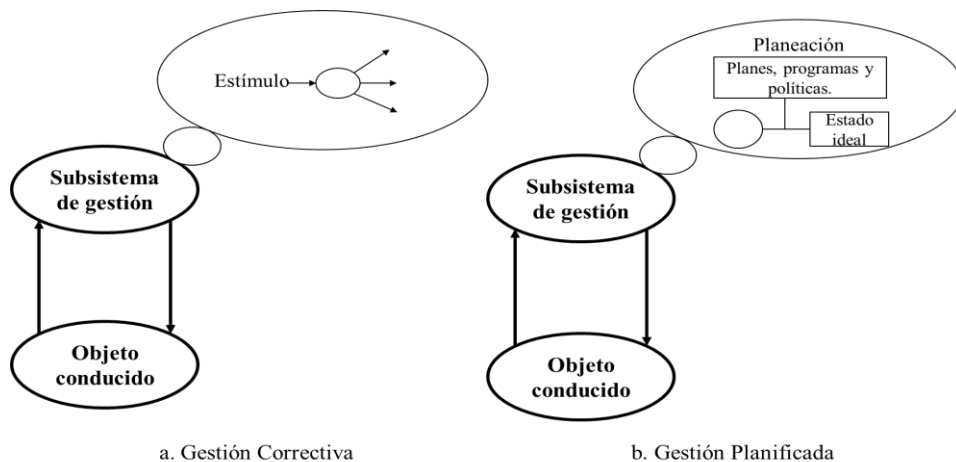 Estímulo
Subsistema
de gestión
Objeto
conducido
a. Gestión Correctiva
Planeación
Planes, programas y
políticas.
Estado
ideal
Subsistema
de gestión
Objeto
conducido
b. Gestión Planificada